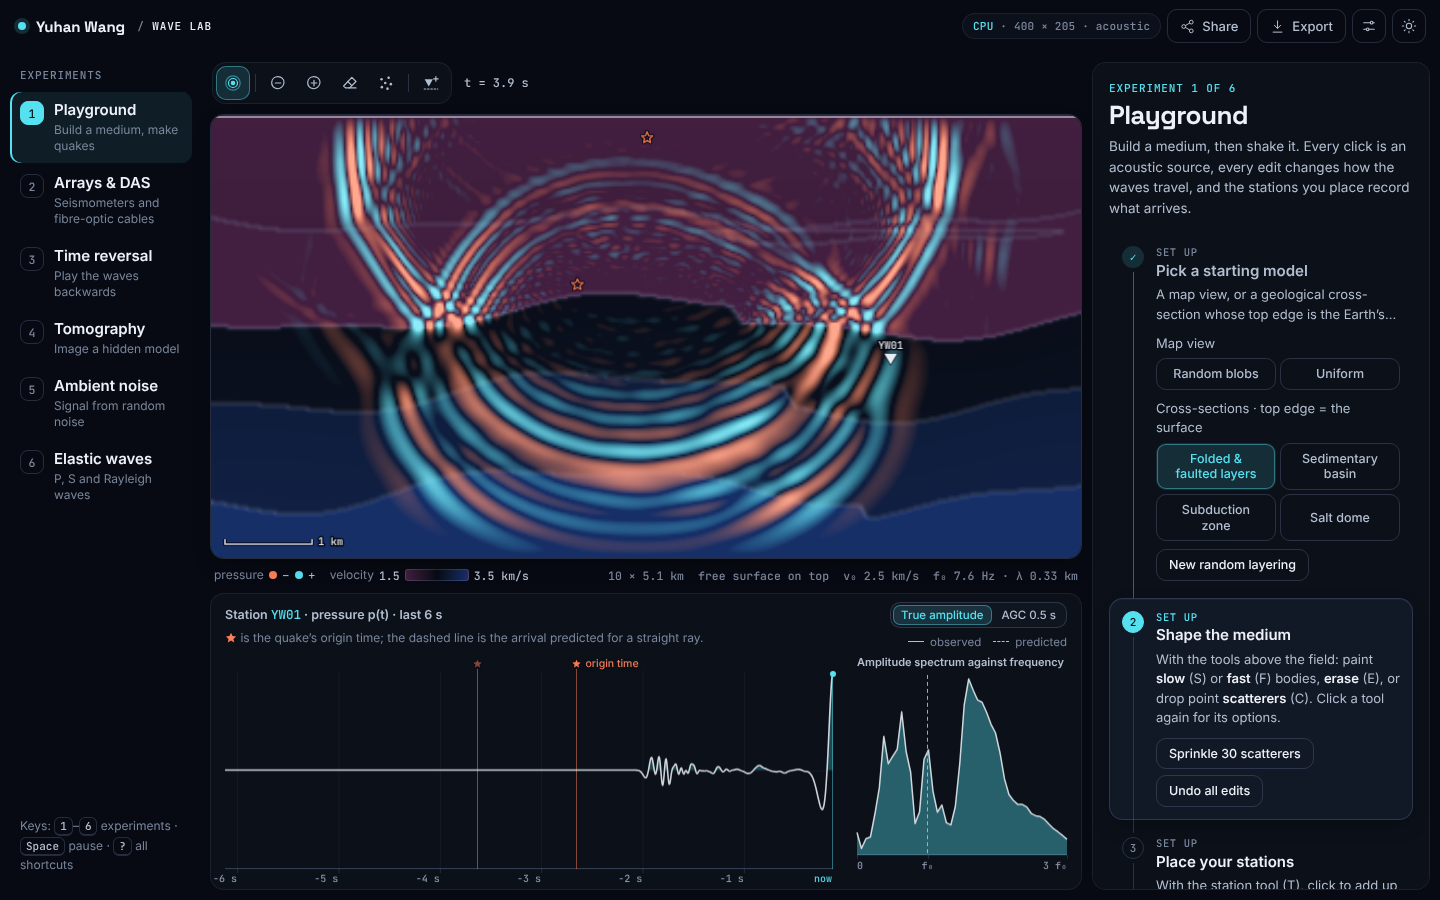 Yuhan Wang / WAVE LAB
CPU · 400 × 205 · acoustic
Share
Export
EXPERIMENTS
1 Playground
Build a medium, make
quakes
2 Arrays & DAS
Seismometers and
fibre-optic cables
3 Time reversal
Play the waves
backwards
4 Tomography
Image a hidden model
5 Ambient noise
Signal from random
noise
6 Elastic waves
P, S and Rayleigh
waves
Keys: 1–6 experiments ·
Space pause · ? all
shortcuts
t = 3.9 s
YW01
1 km
pressure − + velocity 1.5 3.5 km/s
10 × 5.1 km free surface on top v₀ 2.5 km/s f₀ 7.6 Hz · λ 0.33 km
Station YW01 · pressure p(t) · last 6 s
True amplitude AGC 0.5 s
★ is the quake's origin time; the dashed line is the arrival predicted for a straight ray.
observed predicted
★ ★ origin time
Amplitude spectrum against frequency
-6 s -5 s -4 s -3 s -2 s -1 s now
0 f₀ 3 f₀
EXPERIMENT 1 OF 6
Playground
Build a medium, then shake it. Every click is an
acoustic source, every edit changes how the
waves travel, and the stations you place record
what arrives.
✓ SET UP
Pick a starting model
A map view, or a geological cross-
section whose top edge is the Earth's…
Map view
Random blobs
Uniform
Cross-sections · top edge = the
surface
Folded &
faulted layers
Sedimentary
basin
Subduction
zone
Salt dome
New random layering
2 SET UP
Shape the medium
With the tools above the field: paint
slow (S) or fast (F) bodies, erase (E), or
drop point scatterers (C). Click a tool
again for its options.
Sprinkle 30 scatterers
Undo all edits
3 SET UP
Place your stations
With the station tool (T), click to add up